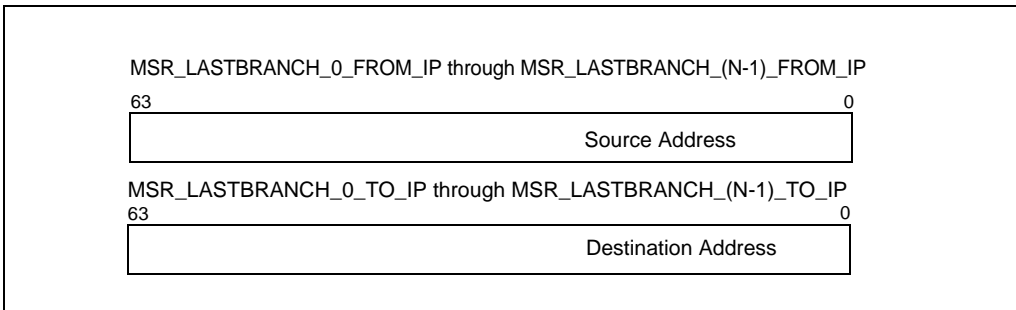 MSR_LASTBRANCH_0_FROM_IP through MSR_LASTBRANCH_(N-1)_FROM_IP
63 0
Source Address
MSR_LASTBRANCH_0_TO_IP through MSR_LASTBRANCH_(N-1)_TO_IP
63 0
Destination Address